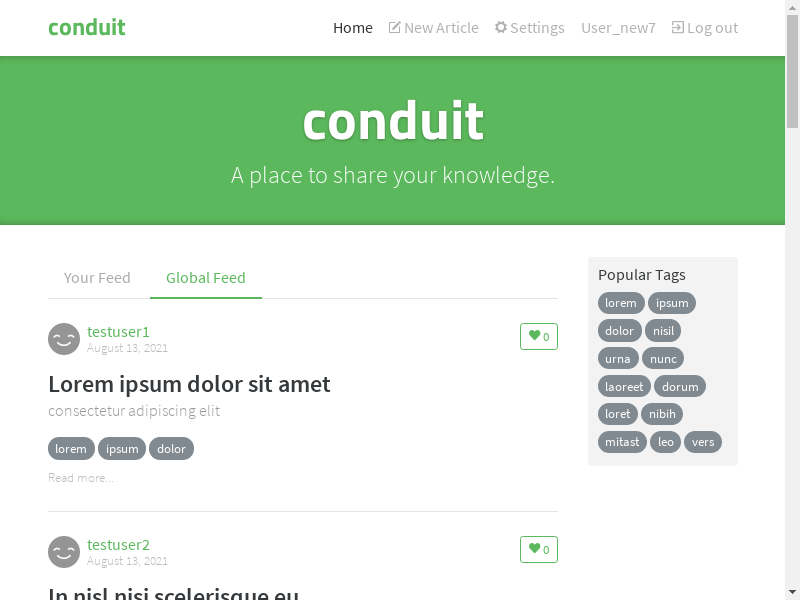 conduit
Home New Article Settings User_new7 Log out
conduit
A place to share your knowledge.
Your Feed Global Feed
testuser1
August 13, 2021
0
Lorem ipsum dolor sit amet
consectetur adipiscing elit
lorem ipsum dolor
Read more...
testuser2
August 13, 2021
0
In nisl nisi scelerisque eu
Popular Tags
lorem ipsum
dolor nisil
urna nunc
laoreet dorum
loret nibih
mitast leo vers